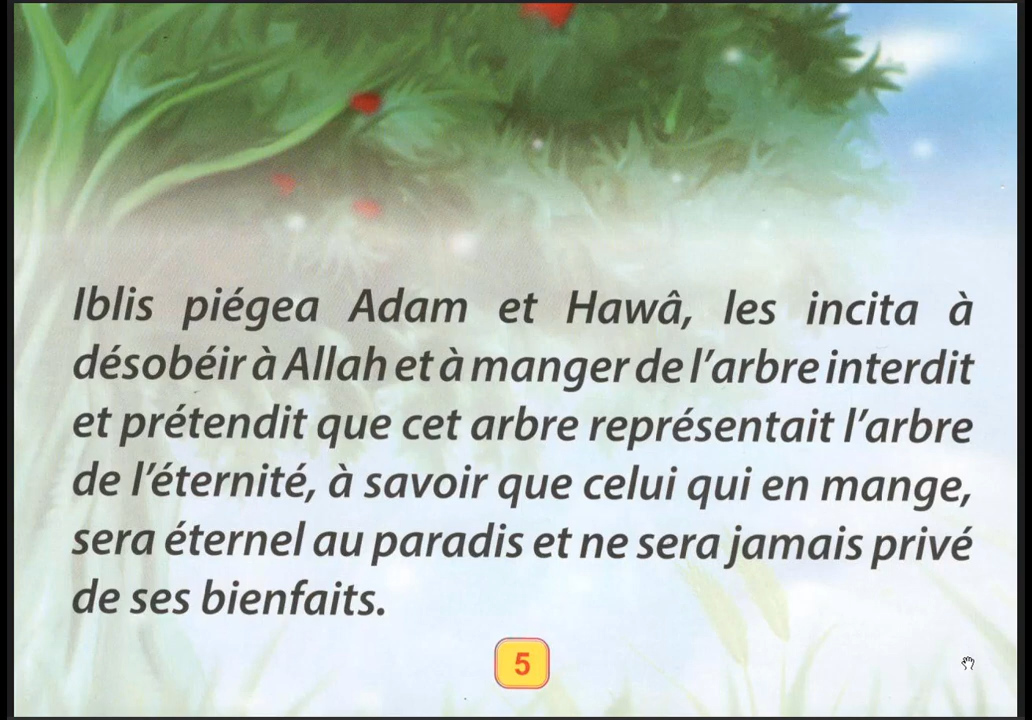 Iblis piégea Adam et Hawâ, les incita à
désobéir à Allah et à manger de l’arbre interdit
et prétendit que cet arbre représentait l’arbre
de l’éternité, à savoir que celui qui en mange,
sera éternel au paradis et ne sera jamais privé
de ses bienfaits.
5